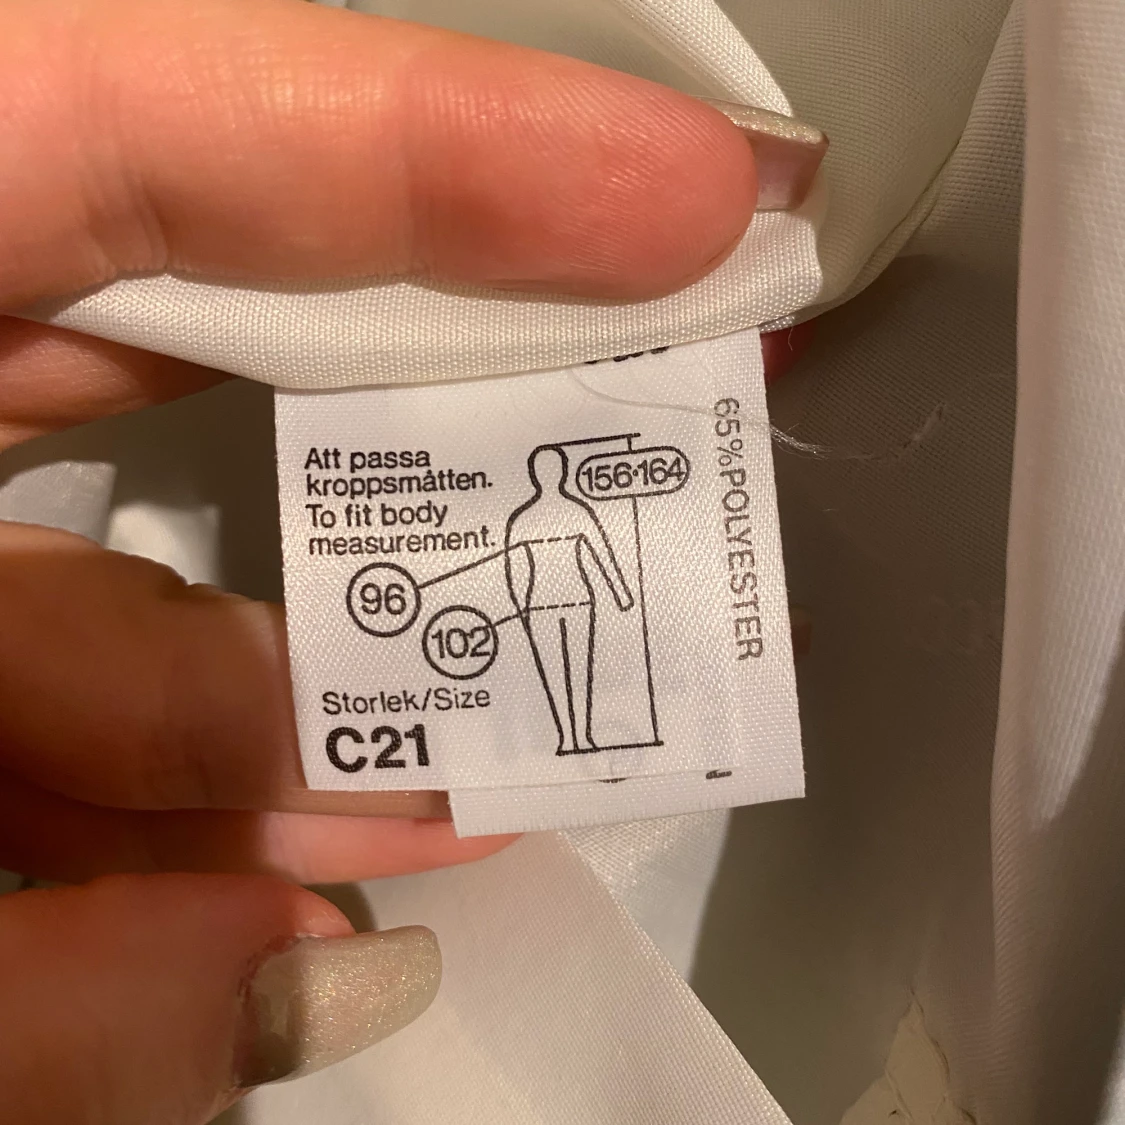 Att passa
kroppsmåtten.
To fit body
measurement.
156·164
96
102
Storlek/Size
C21
65%POLYESTER